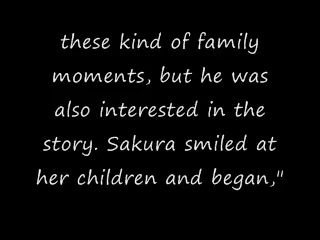 these kind of family
moments, but he was
also interested in the
story. Sakura smiled at
her children and began,"